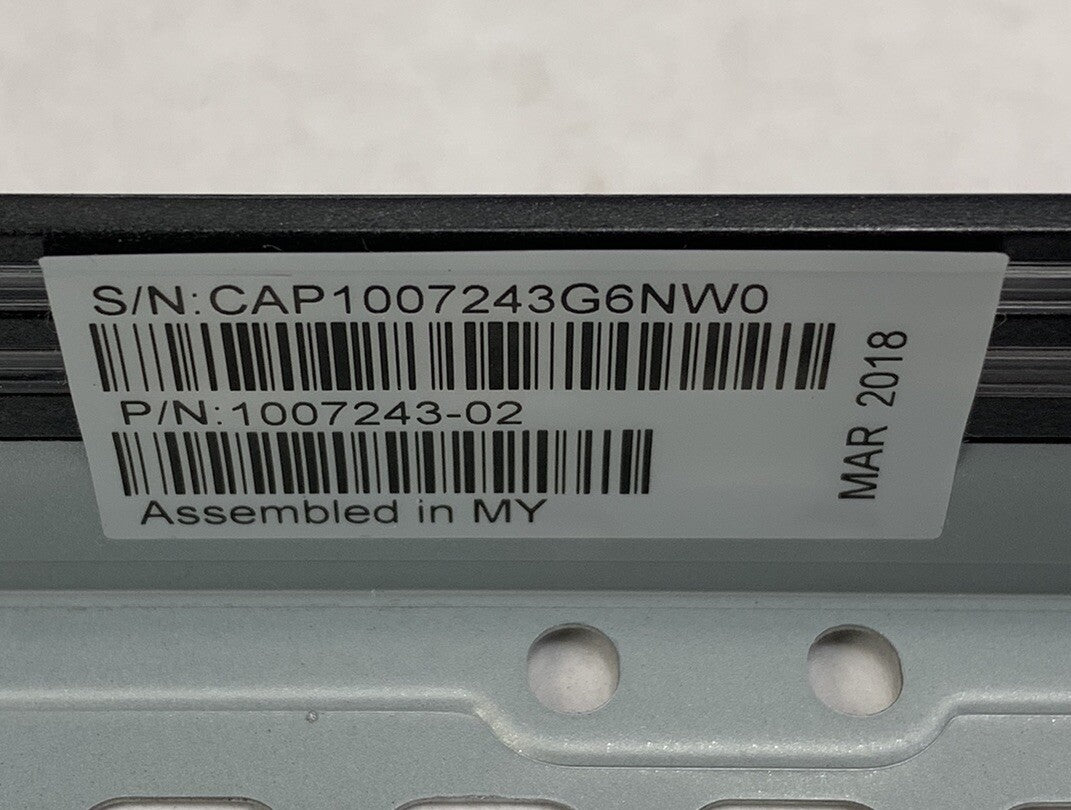 S/N:CAP1007243G6NW0
P/N:1007243-02
Assembled in MY
MAR 2018